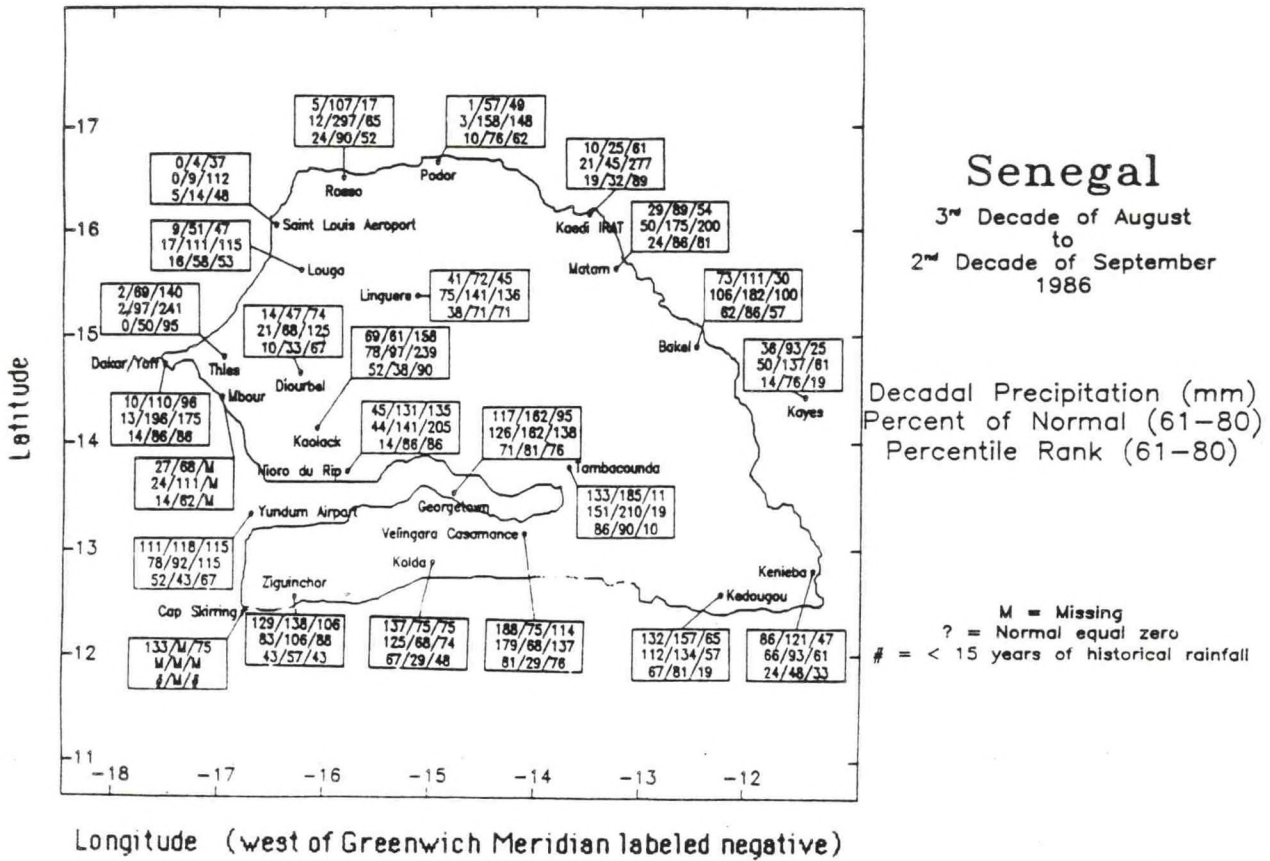 5/107/17
12/297/65
24/90/52
1/57/49
3/158/148
10/76/62
-17
10/25/61
21/45/277
19/32/89
0/4/37
0/9/112
5/14/48
Rosso
Podor
Saint Louis Aeroport
-16
Kaedi IRAT
29/89/54
50/175/200
24/86/81
9/51/47
17/111/115
16/58/53
Louga
Matam
Linguere
41/72/45
75/141/136
38/71/71
73/111/30
106/182/100
62/86/57
2/69/140
2/97/241
0/50/95
14/47/74
21/68/125
10/33/67
-15
69/61/158
78/97/239
52/38/90
Bakel
Dakar/Yoff
Thies
Diourbel
36/93/25
50/137/61
14/76/19
Kayes
Mbour
10/110/96
13/196/175
14/86/86
Kaolack
45/131/135
44/141/205
14/86/86
117/162/95
126/162/138
71/81/76
-14
27/68/M
24/111/M
14/62/M
Nioro du Rip
Tambacounda
133/185/11
151/210/19
86/90/10
Georgetown
Yundum Airport
Velingara Casamance
-13
111/118/115
78/92/115
52/43/67
Kolda
Ziguinchor
Kenieba
Kedougou
Cap Skirring
129/138/106
83/106/88
43/57/43
137/75/75
125/68/74
67/29/48
188/75/114
179/68/137
81/29/76
132/157/65
112/134/57
67/81/19
86/121/47
66/93/61
24/48/33
-12
133/M/75
M/M/M
#/M/#
-11
-18
-17
-16
-15
-14
-13
-12
Latitude
Longitude (west of Greenwich Meridian labeled negative)
Senegal
3rd Decade of August
to
2nd Decade of September
1986
Decadal Precipitation (mm)
Percent of Normal (61-80)
Percentile Rank (61-80)
M = Missing
? = Normal equal zero
# = < 15 years of historical rainfall